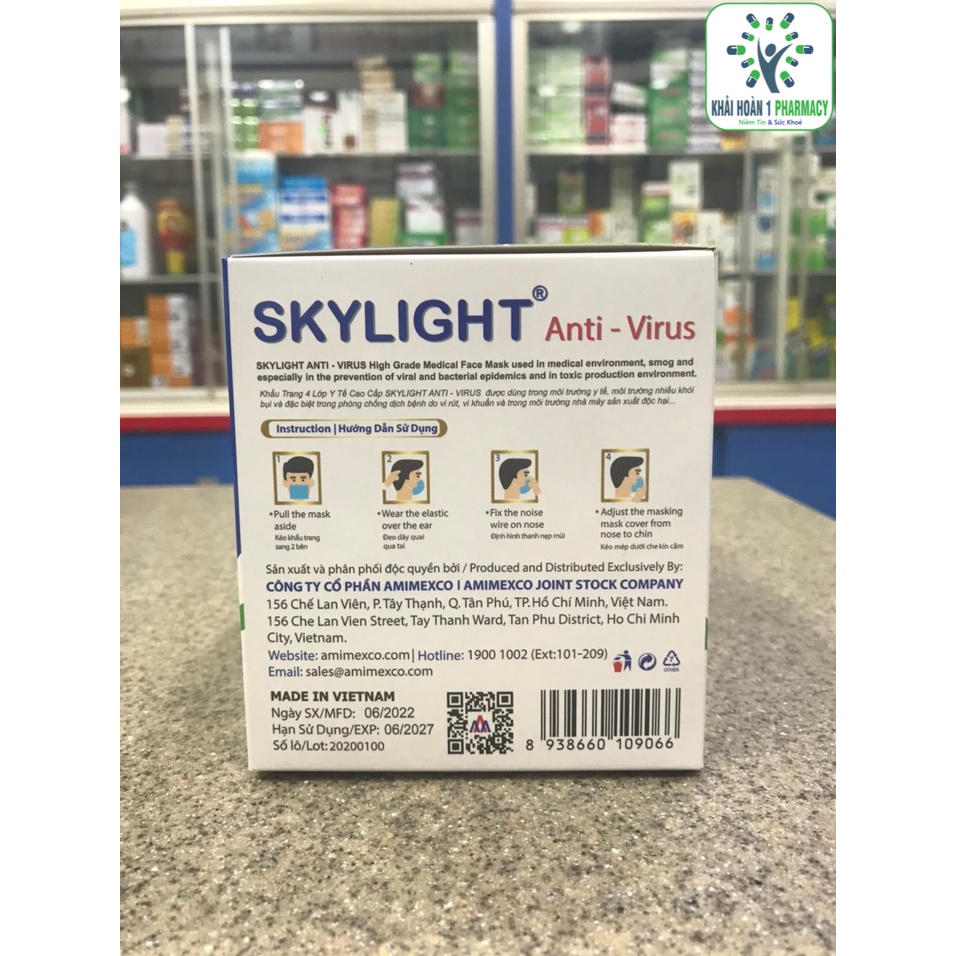 KHẢI HOÀN 1 PHARMACY
Niềm Tin & Sức Khoẻ
SKYLIGHT® Anti - Virus
SKYLIGHT ANTI - VIRUS High Grade Medical Face Mask used in medical environment, smog and
especially in the prevention of viral and bacterial epidemics and in toxic production environment.
Khẩu Trang 4 Lớp Y Tế Cao Cấp SKYLIGHT ANTI - VIRUS được dùng trong môi trường y tế, môi trường nhiều khói
bụi và đặc biệt trong phòng chống dịch bệnh do vi rút, vi khuẩn và trong môi trường nhà máy sản xuất độc hại...
Instruction | Hướng Dẫn Sử Dụng
1
•Pull the mask
aside
Kéo khẩu trang
sang 2 bên
2
•Wear the elastic
over the ear
Đeo dây quai
qua tai
3
•Fix the noise
wire on nose
Định hình thanh nẹp mũi
4
•Adjust the masking
mask cover from
nose to chin
Kéo mép dưới che kín cằm
Sản xuất và phân phối độc quyền bởi / Produced and Distributed Exclusively By:
CÔNG TY CỔ PHẦN AMIMEXCO I AMIMEXCO JOINT STOCK COMPANY
156 Chế Lan Viên, P. Tây Thạnh, Q. Tân Phú, TP. Hồ Chí Minh, Việt Nam.
156 Che Lan Vien Street, Tay Thanh Ward, Tan Phu District, Ho Chi Minh
City, Vietnam.
Website: amimexco.com | Hotline: 1900 1002 (Ext:101-209)
Email: sales@amimexco.com
7
OTHER
MADE IN VIETNAM
Ngày SX/MFD: 06/2022
Hạn Sử Dụng/EXP: 06/2027
Số lô/Lot: 20200100
8 938660 109066